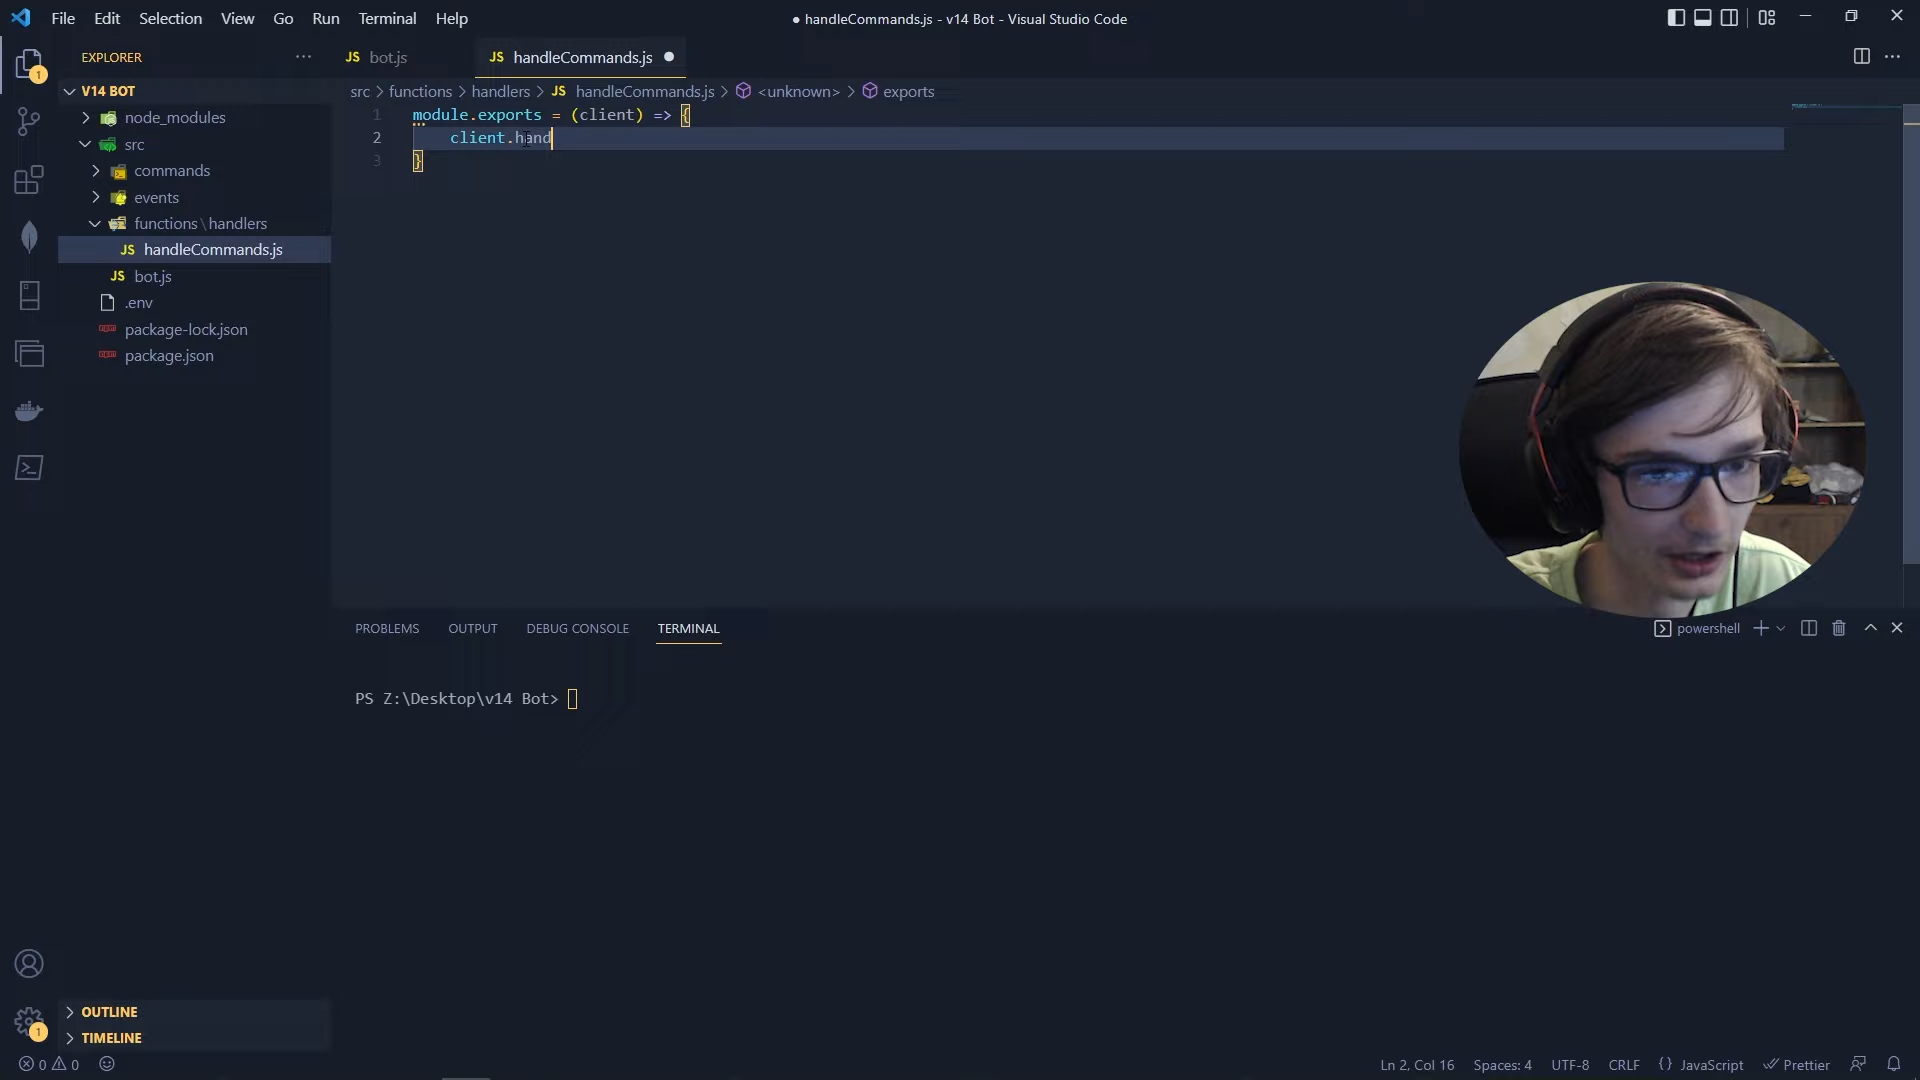 File Edit Selection View Go Run Terminal Help
● handleCommands.js - v14 Bot - Visual Studio Code
EXPLORER
JS bot.js
JS handleCommands.js
1
V14 BOT
src > functions > handlers > JS handleCommands.js > <unknown> > exports
node_modules
src
commands
events
functions\handlers
JS handleCommands.js
JS bot.js
.env
package-lock.json
package.json
1 module.exports = (client) => {
2 client.hand
3 }
PROBLEMS OUTPUT DEBUG CONSOLE TERMINAL
powershell
PS Z:\Desktop\v14 Bot>
OUTLINE
TIMELINE
1
0 0
Ln 2, Col 16 Spaces: 4 UTF-8 CRLF {} JavaScript Prettier